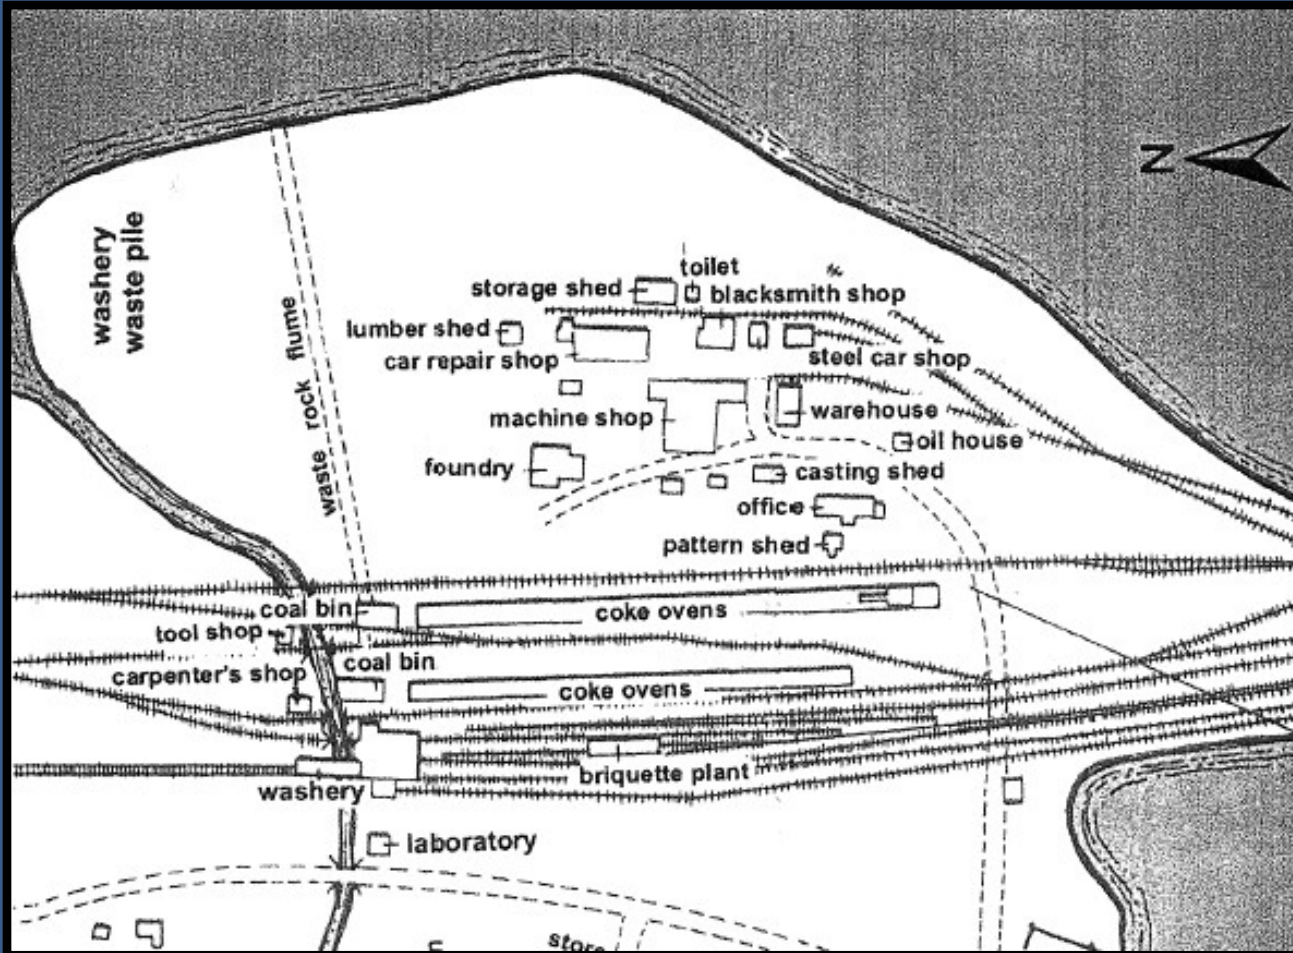 N
washery
waste pile
waste rock flume
toilet
storage shed
blacksmith shop
lumber shed
car repair shop
steel car shop
machine shop
warehouse
oil house
foundry
casting shed
office
pattern shed
coal bin
coke ovens
tool shop
coal bin
carpenter's shop
coke ovens
briquette plant
washery
laboratory
store